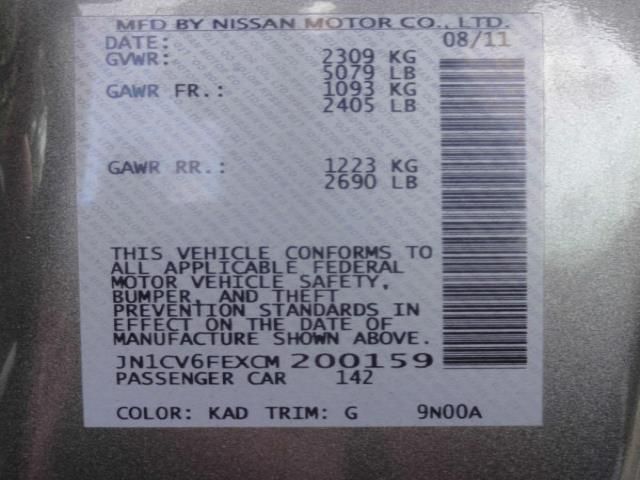 MFD BY NISSAN MOTOR CO., LTD.
DATE: 08/11
GVWR: 2309 KG
5079 LB
GAWR FR.: 1093 KG
2405 LB
GAWR RR.: 1223 KG
2690 LB
THIS VEHICLE CONFORMS TO
ALL APPLICABLE FEDERAL
MOTOR VEHICLE SAFETY,
BUMPER, AND THEFT
PREVENTION STANDARDS IN
EFFECT ON THE DATE OF
MANUFACTURE SHOWN ABOVE.
JN1CV6FEXCM200159
PASSENGER CAR 142
COLOR: KAD TRIM: G 9N00A